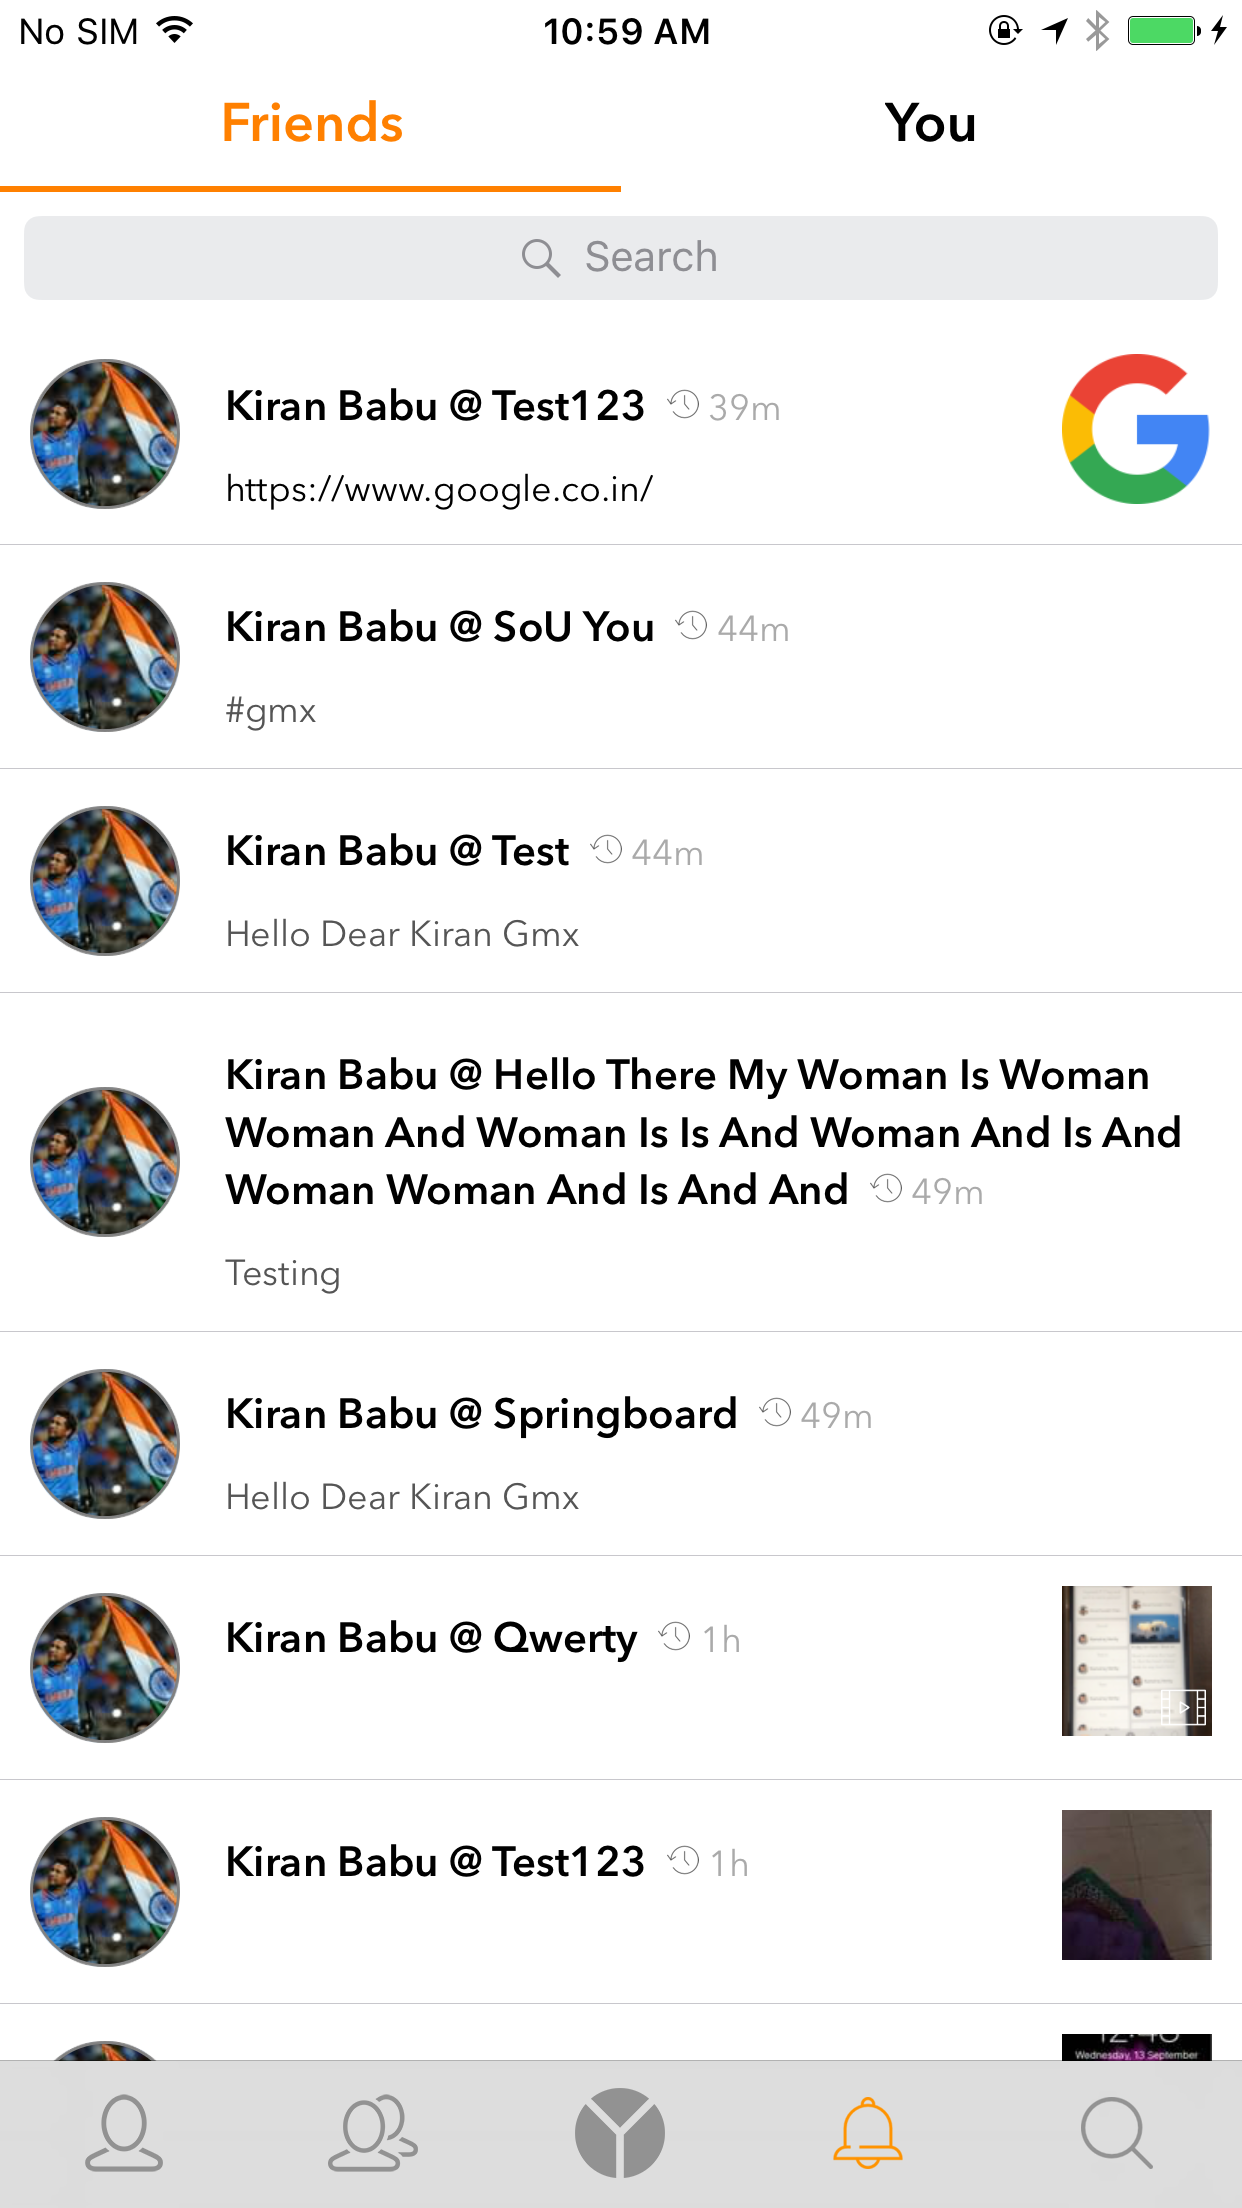 No SIM 10:59 AM
Friends You
Search
Kiran Babu @ Test123 39m
https://www.google.co.in/
Kiran Babu @ SoU You 44m
#gmx
Kiran Babu @ Test 44m
Hello Dear Kiran Gmx
Kiran Babu @ Hello There My Woman Is Woman
Woman And Woman Is Is And Woman And Is And
Woman Woman And Is And And 49m
Testing
Kiran Babu @ Springboard 49m
Hello Dear Kiran Gmx
Kiran Babu @ Qwerty 1h
Kiran Babu @ Test123 1h
Wednesday, 13 September